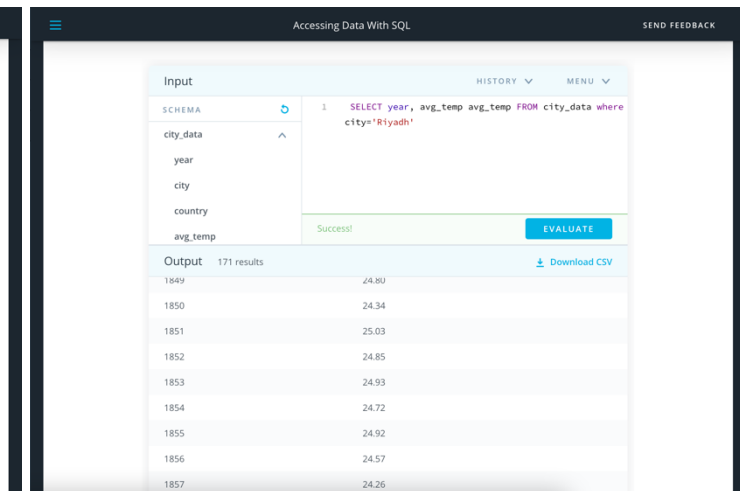 Accessing Data With SQL
SEND FEEDBACK
Input
HISTORY
MENU
SCHEMA
city_data
year
city
country
avg_temp
1 SELECT year, avg_temp avg_temp FROM city_data where
city='Riyadh'
Success!
EVALUATE
Output 171 results
Download CSV
1849 24.80
1850 24.34
1851 25.03
1852 24.85
1853 24.93
1854 24.72
1855 24.92
1856 24.57
1857 24.26